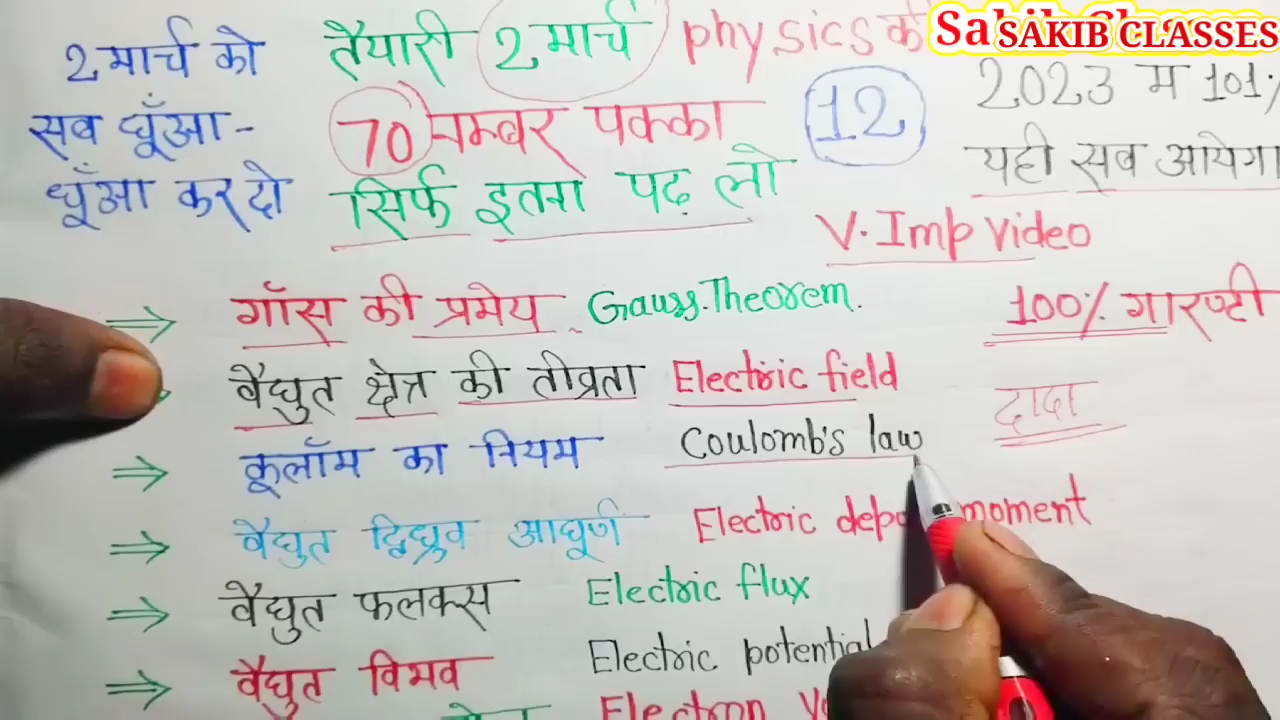 SAKIB CLASSES
2 मार्च को तैयारी 2 मार्च physics की
2023 म 101%
सब धूँआ- 70 नम्बर पक्का 12
यही सब आयेगा
धूँआ कर दो सिर्फ इतना पढ़ लो
V. Imp Video
⇒ गॉस की प्रमेय Gauss.Theorem. 100% गारण्टी
वैधुत क्षेत्र की तीव्रता Electric field दादा
⇒ कूलॉम का नियम Coulomb's law
⇒ वैधुत द्विध्रुव आघूर्ण Electric moment
⇒ वैधुत फलक्स Electric flux
⇒ वैधुत विभव Electric potential
Electron